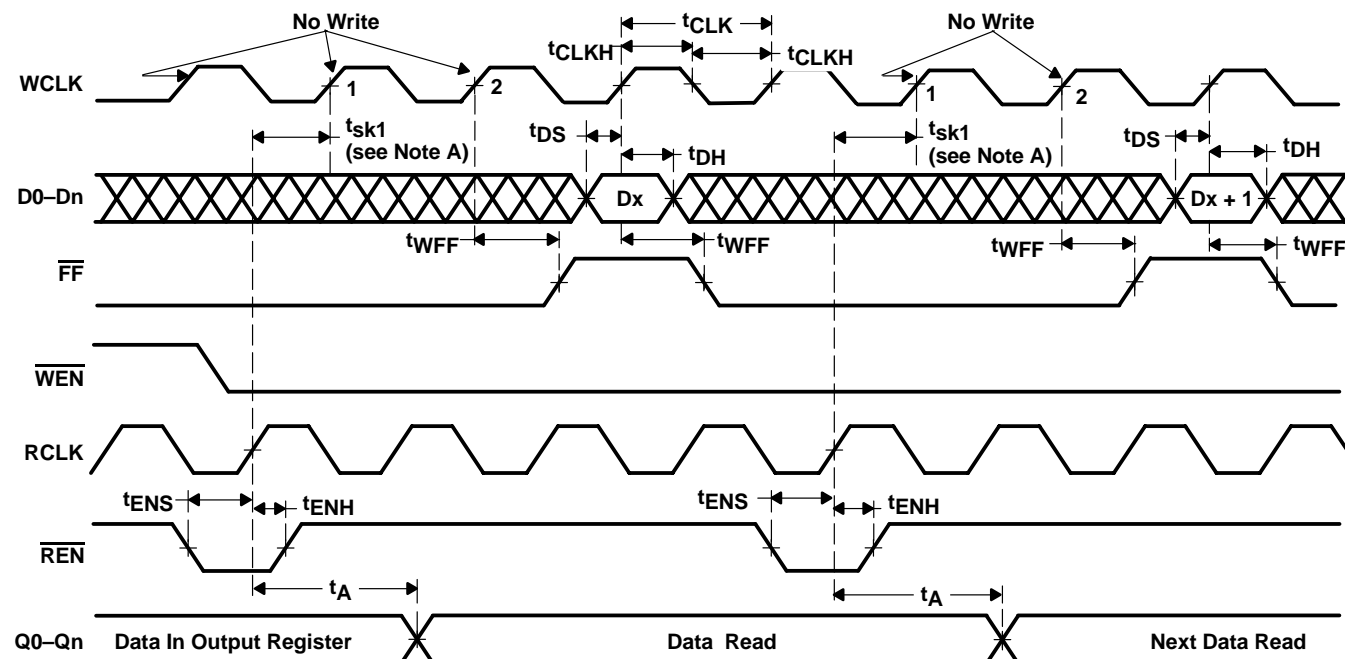 No Write
tCLK
No Write
tCLKH
tCLKH
WCLK
1
2
1
2
tsk1
(see Note A)
tDS
tDH
tsk1
(see Note A)
tDS
tDH
D0–Dn
Dx
Dx + 1
tWFF
tWFF
tWFF
tWFF
FF
WEN
RCLK
tENS
tENH
tENS
tENH
REN
tA
tA
Q0–Qn
Data In Output Register
Data Read
Next Data Read